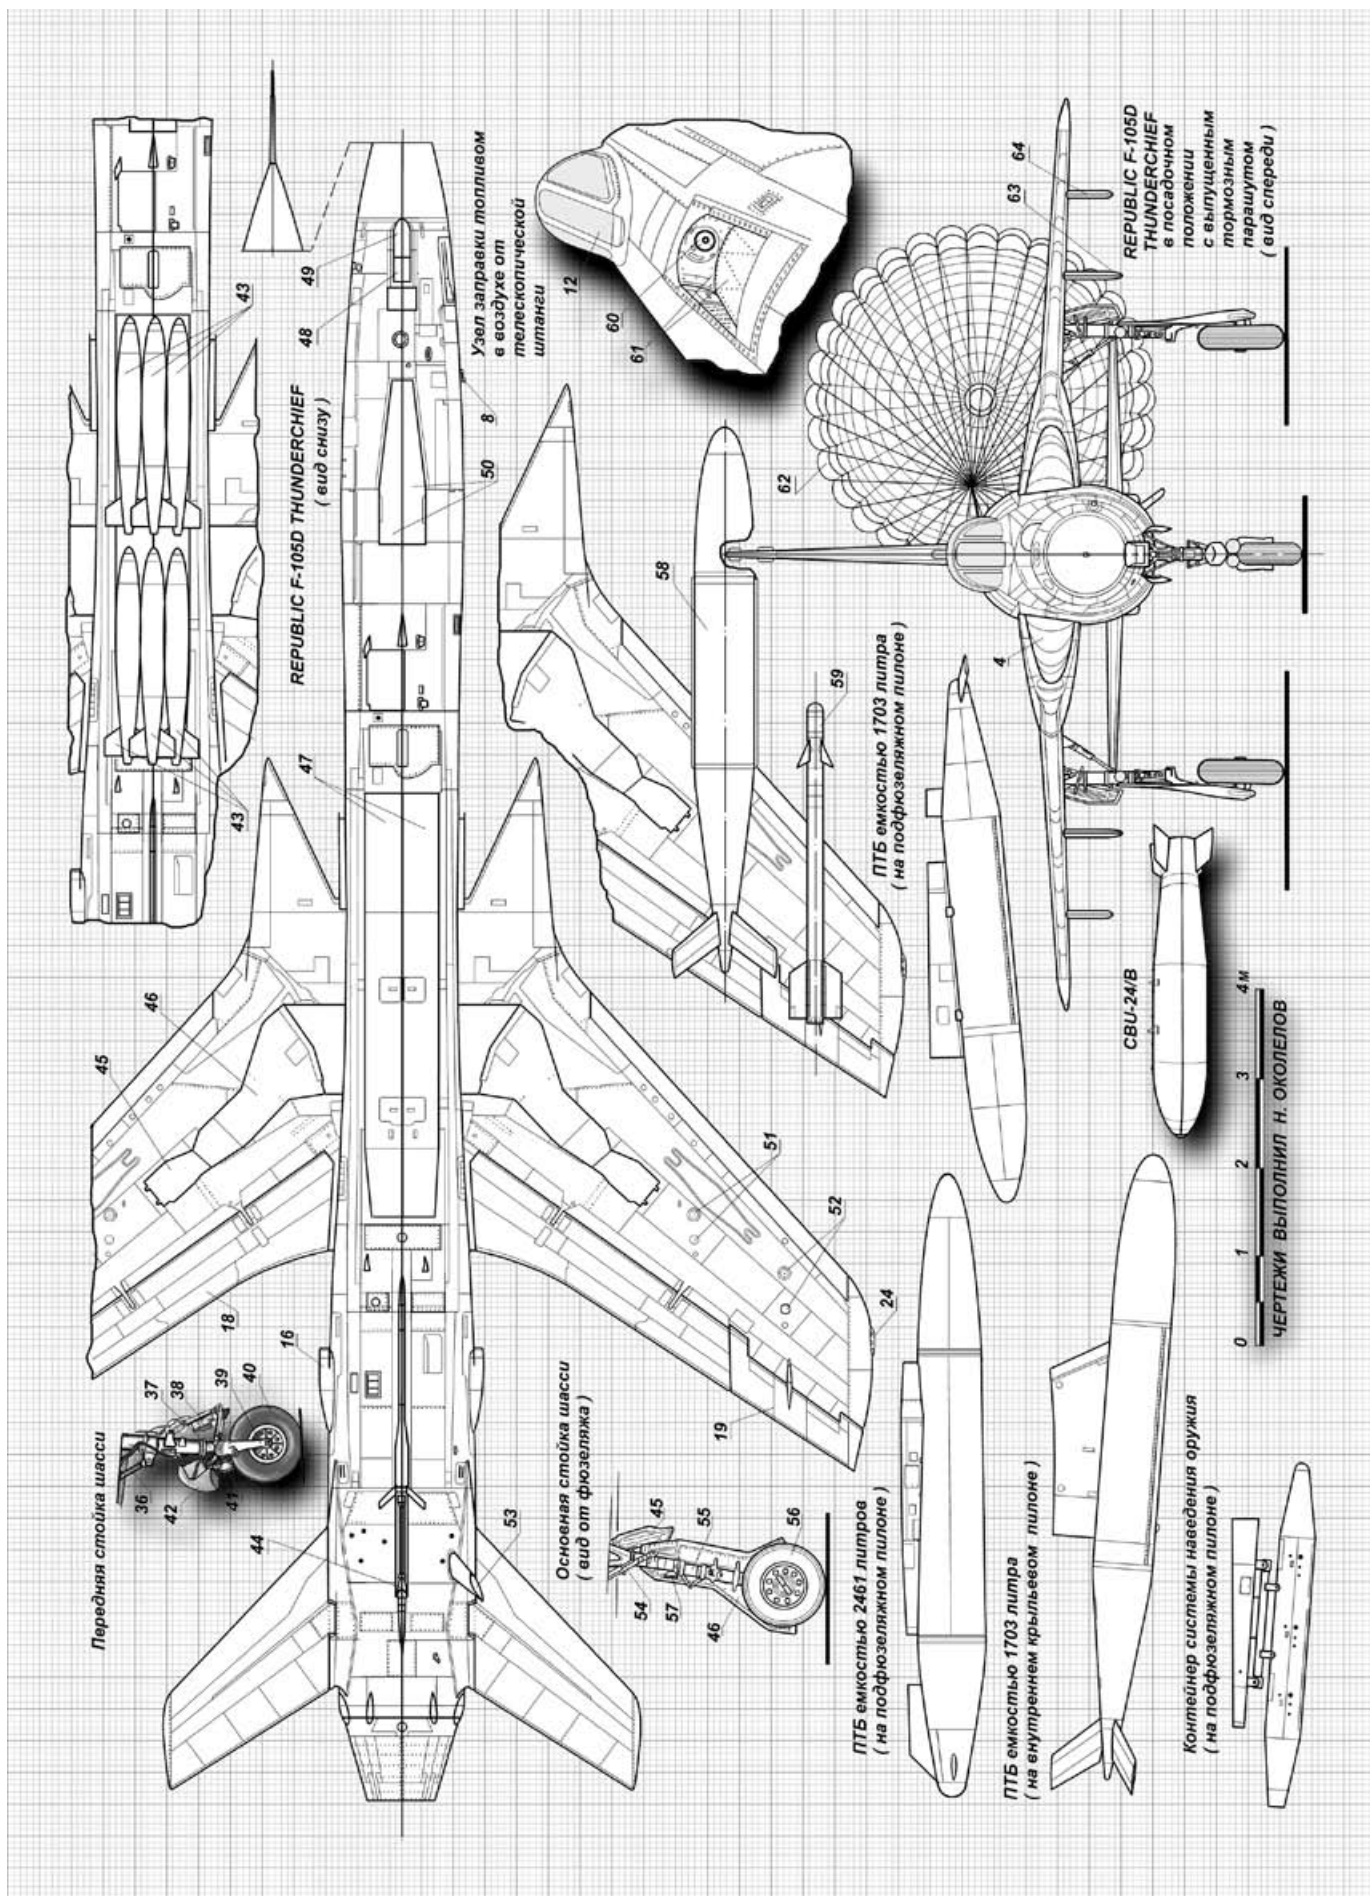 Передняя стойка шасси
36
42
41
37
38
39
40
18
16
45
46
43
43
REPUBLIC F-105D THUNDERCHIEF
( вид снизу )
44
47
48
49
53
8
50
Узел заправки топливом
в воздухе от
телескопической
штанги
Основная стойка шасси
( вид от фюзеляжа )
54
57
46
45
55
56
19
24
52
51
58
59
12
60
61
62
ПТБ емкостью 2461 литров
( на подфюзеляжном пилоне )
ПТБ емкостью 1703 литра
( на подфюзеляжном пилоне )
4
63
64
ПТБ емкостью 1703 литра
( на внутреннем крыльевом пилоне )
REPUBLIC F-105D
THUNDERCHIEF
в посадочном
положении
с выпущенным
тормозным
парашутом
( вид спереди )
CBU-24/B
Контейнер системы наведения оружия
( на подфюзеляжном пилоне )
0 1 2 3 4 м
ЧЕРТЕЖИ ВЫПОЛНИЛ Н. ОКОЛЕЛОВ